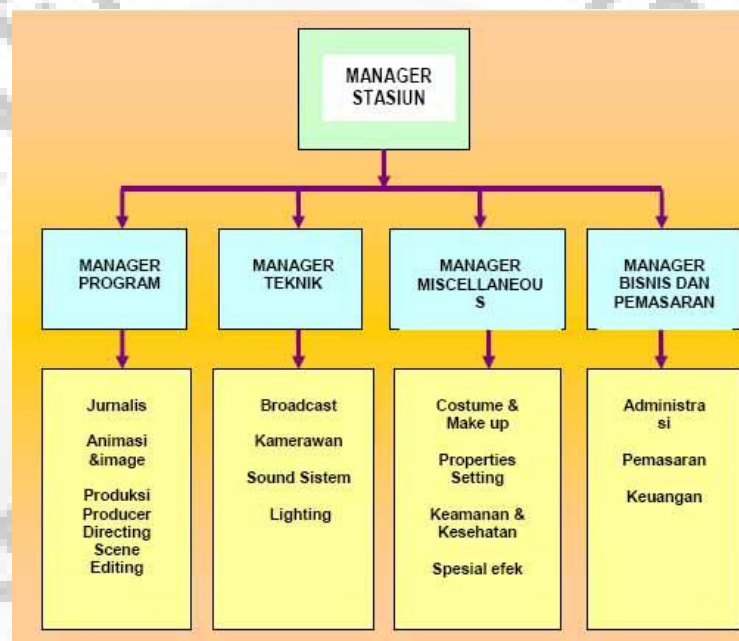 MANAGER
STASIUN
MANAGER
PROGRAM
MANAGER
TEKNIK
MANAGER
MISCELLANEOU
S
MANAGER
BISNIS DAN
PEMASARAN
Jurnalis
Animasi
&image
Produksi
Producer
Directing
Scene
Editing
Broadcast
Kamerawan
Sound Sistem
Lighting
Costume &
Make up
Properties
Setting
Keamanan &
Kesehatan
Spesial efek
Administra
si
Pemasaran
Keuangan